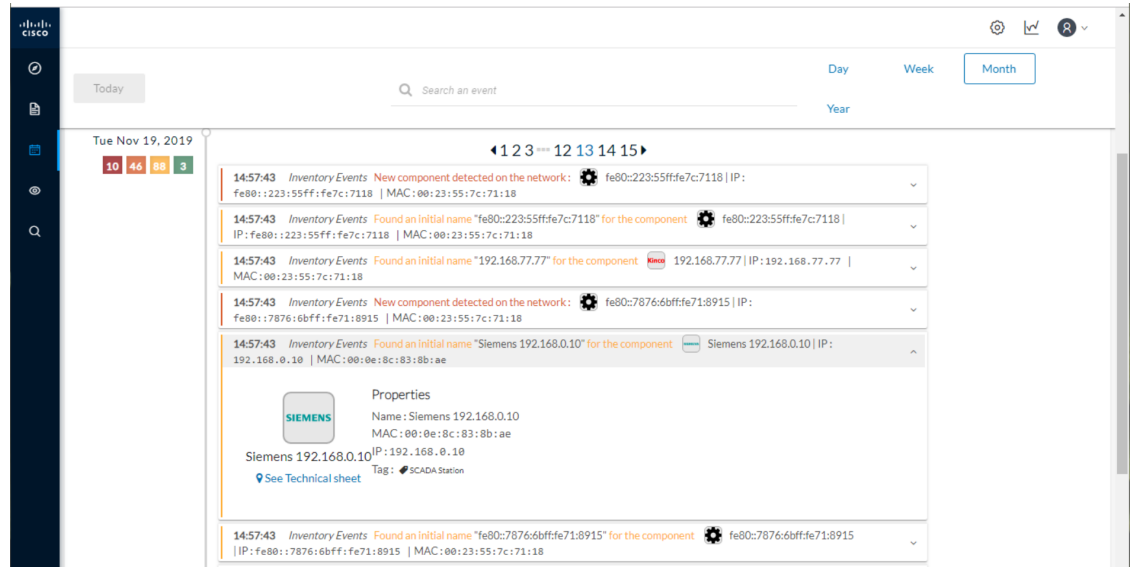 CISCO
Today
Search an event
Day
Week
Month
Year
Tue Nov 19, 2019
10 46 88 3
1 2 3 ••• 12 13 14 15
14:57:43 Inventory Events New component detected on the network: fe80::223:55ff:fe7c:7118 | IP:
fe80::223:55ff:fe7c:7118 | MAC:00:23:55:7c:71:18
14:57:43 Inventory Events Found an initial name "fe80::223:55ff:fe7c:7118" for the component fe80::223:55ff:fe7c:7118 |
IP:fe80::223:55ff:fe7c:7118 | MAC:00:23:55:7c:71:18
14:57:43 Inventory Events Found an initial name "192.168.77.77" for the component Kinco 192.168.77.77 | IP:192.168.77.77 |
MAC:00:23:55:7c:71:18
14:57:43 Inventory Events New component detected on the network: fe80::7876:6bff:fe71:8915 | IP:
fe80::7876:6bff:fe71:8915 | MAC:00:23:55:7c:71:18
14:57:43 Inventory Events Found an initial name "Siemens 192.168.0.10" for the component SIEMENS Siemens 192.168.0.10 | IP:
192.168.0.10 | MAC:00:0e:8c:83:8b:ae
SIEMENS
Siemens 192.168.0.10
See Technical sheet
Properties
Name: Siemens 192.168.0.10
MAC:00:0e:8c:83:8b:ae
IP:192.168.0.10
Tag: SCADA Station
14:57:43 Inventory Events Found an initial name "fe80::7876:6bff:fe71:8915" for the component fe80::7876:6bff:fe71:8915
| IP:fe80::7876:6bff:fe71:8915 | MAC:00:23:55:7c:71:18